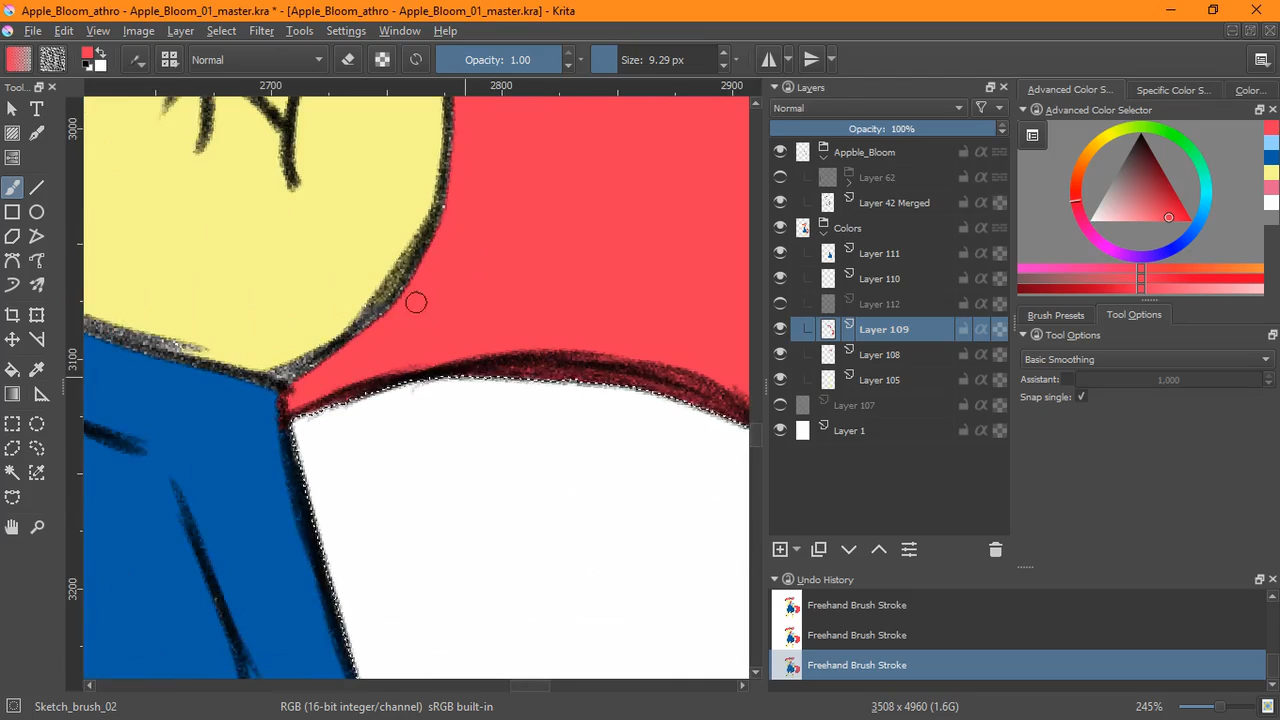 Apple_Bloom_athro - Apple_Bloom_01_master.kra * - [Apple_Bloom_athro - Apple_Bloom_01_master.kra] - Krita
File Edit View Image Layer Select Filter Tools Settings Window Help
Normal Opacity: 1.00 Size: 9.29 px
Tool...
2700 2800 2900
3000
3100
3200
Layers
Normal
Opacity: 100%
Appble_Bloom
Layer 62
Layer 42 Merged
Colors
Layer 111
Layer 110
Layer 112
Layer 109
Layer 108
Layer 105
Layer 107
Layer 1
Undo History
Freehand Brush Stroke
Freehand Brush Stroke
Freehand Brush Stroke
Advanced Color S... Specific Color S... Color...
Advanced Color Selector
Brush Presets Tool Options
Tool Options
Basic Smoothing
Assistant: 1,000
Snap single:
Sketch_brush_02 RGB (16-bit integer/channel) sRGB built-in 3508 x 4960 (1.6G) 245%